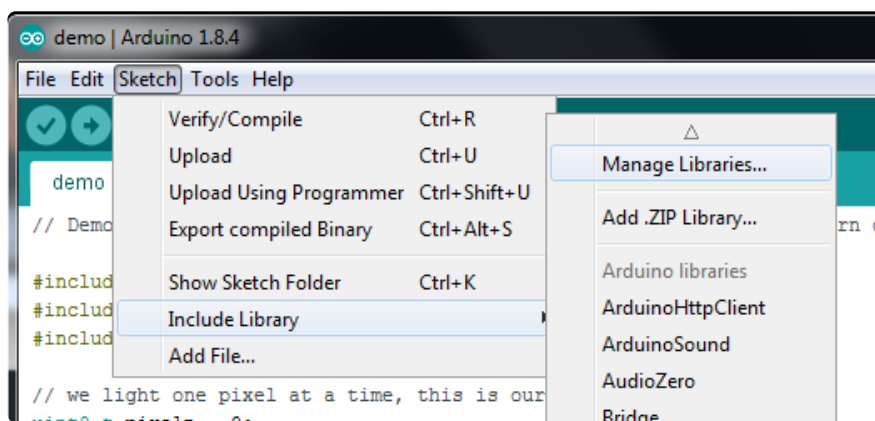 demo | Arduino 1.8.4
File Edit Sketch Tools Help
Verify/Compile Ctrl+R
Upload Ctrl+U
Upload Using Programmer Ctrl+Shift+U
Export compiled Binary Ctrl+Alt+S
Show Sketch Folder Ctrl+K
Include Library
Add File...
Manage Libraries...
Add .ZIP Library...
Arduino libraries
ArduinoHttpClient
ArduinoSound
AudioZero
Bridge
demo
// Demo
#includ
#includ
#includ
// we light one pixel at a time, this is our